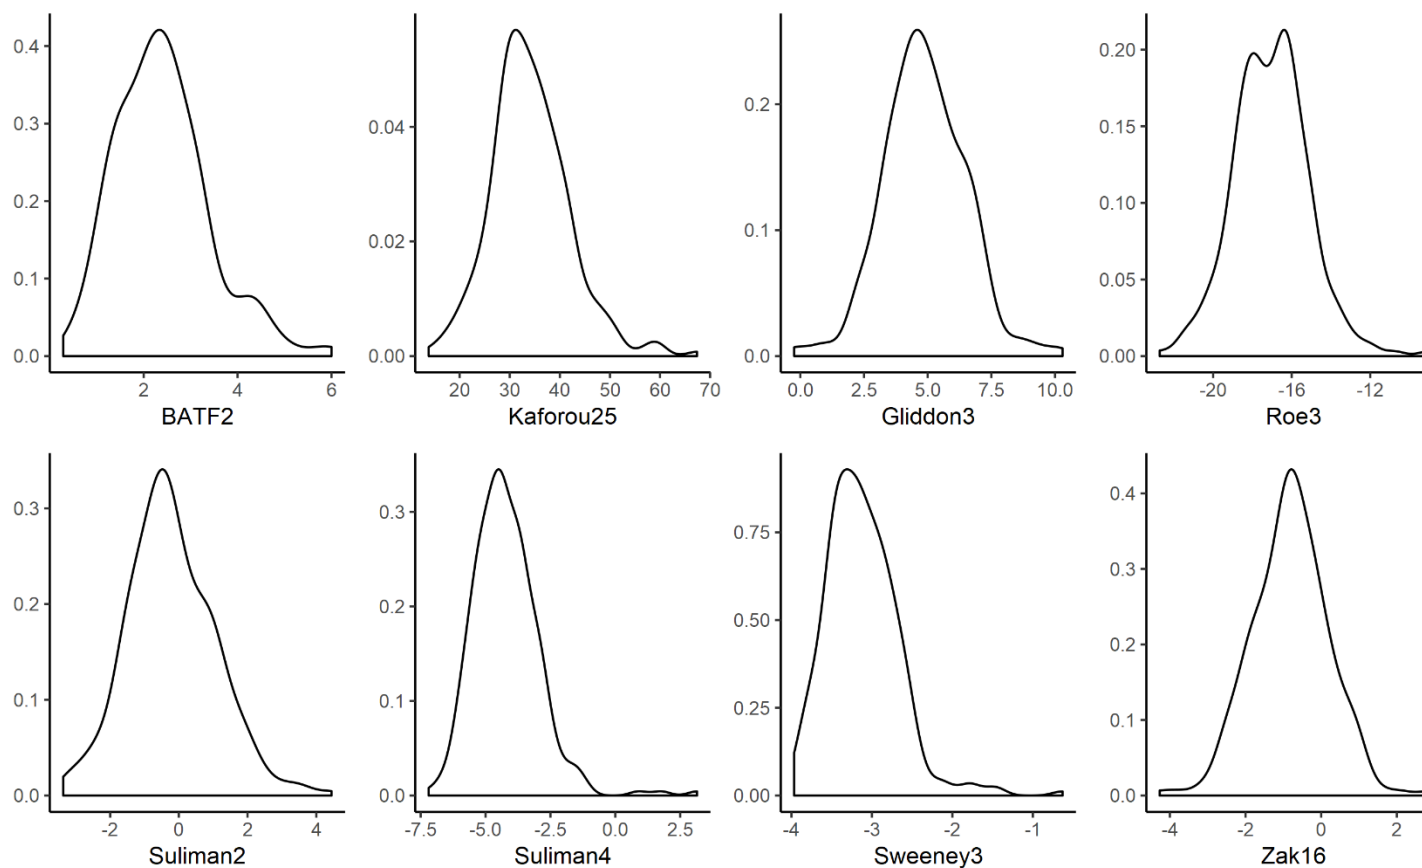 0.4
0.3
0.2
0.1
0.0
2 4 6
BATF2
0.04
0.02
0.00
20 30 40 50 60 70
Kaforou25
0.2
0.1
0.0
0.0 2.5 5.0 7.5 10.0
Gliddon3
0.20
0.15
0.10
0.05
0.00
-20 -16 -12
Roe3
0.3
0.2
0.1
0.0
-2 0 2 4
Suliman2
0.3
0.2
0.1
0.0
-7.5 -5.0 -2.5 0.0 2.5
Suliman4
0.75
0.50
0.25
0.00
-4 -3 -2 -1
Sweeney3
0.4
0.3
0.2
0.1
0.0
-4 -2 0 2
Zak16